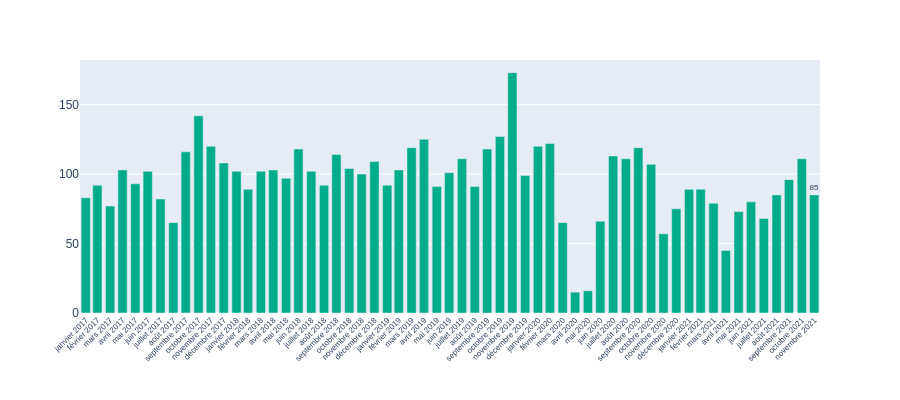 150
100
50
0
85
janvier 2017
février 2017
mars 2017
avril 2017
mai 2017
juin 2017
juillet 2017
août 2017
septembre 2017
octobre 2017
novembre 2017
décembre 2017
janvier 2018
février 2018
mars 2018
avril 2018
mai 2018
juin 2018
juillet 2018
août 2018
septembre 2018
octobre 2018
novembre 2018
décembre 2018
janvier 2019
février 2019
mars 2019
avril 2019
mai 2019
juin 2019
juillet 2019
août 2019
septembre 2019
octobre 2019
novembre 2019
décembre 2019
janvier 2020
février 2020
mars 2020
avril 2020
mai 2020
juin 2020
juillet 2020
août 2020
septembre 2020
octobre 2020
novembre 2020
décembre 2020
janvier 2021
février 2021
mars 2021
avril 2021
mai 2021
juin 2021
juillet 2021
août 2021
septembre 2021
octobre 2021
novembre 2021